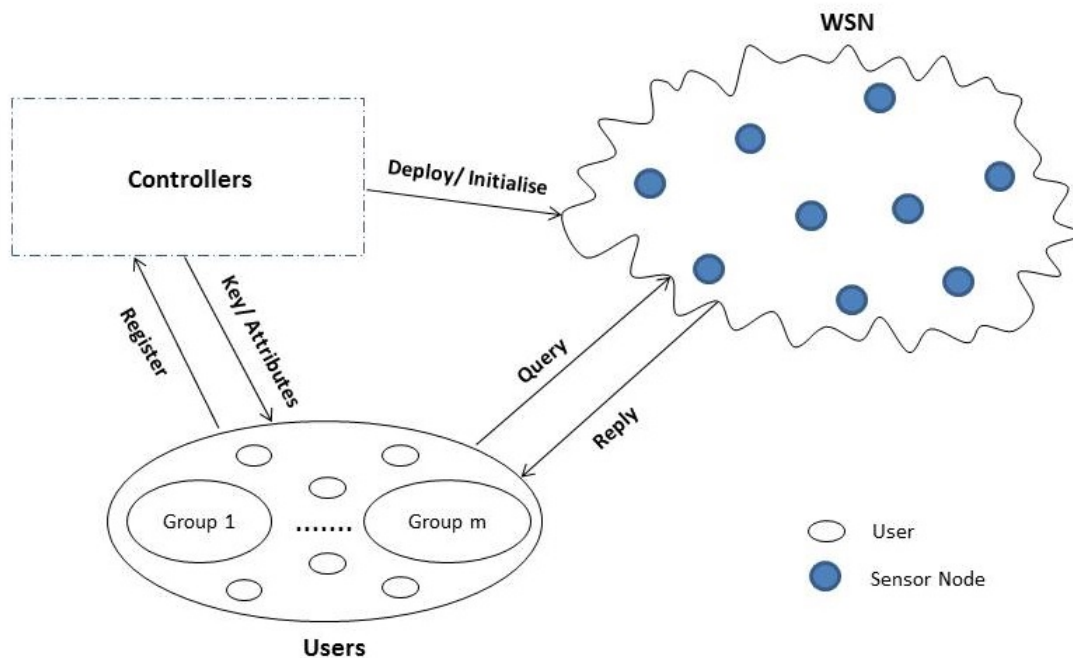 WSN
Controllers
Deploy/ Initialise
Register
Key/ Attributes
Query
Reply
Group 1
.......
Group m
User
Sensor Node
Users